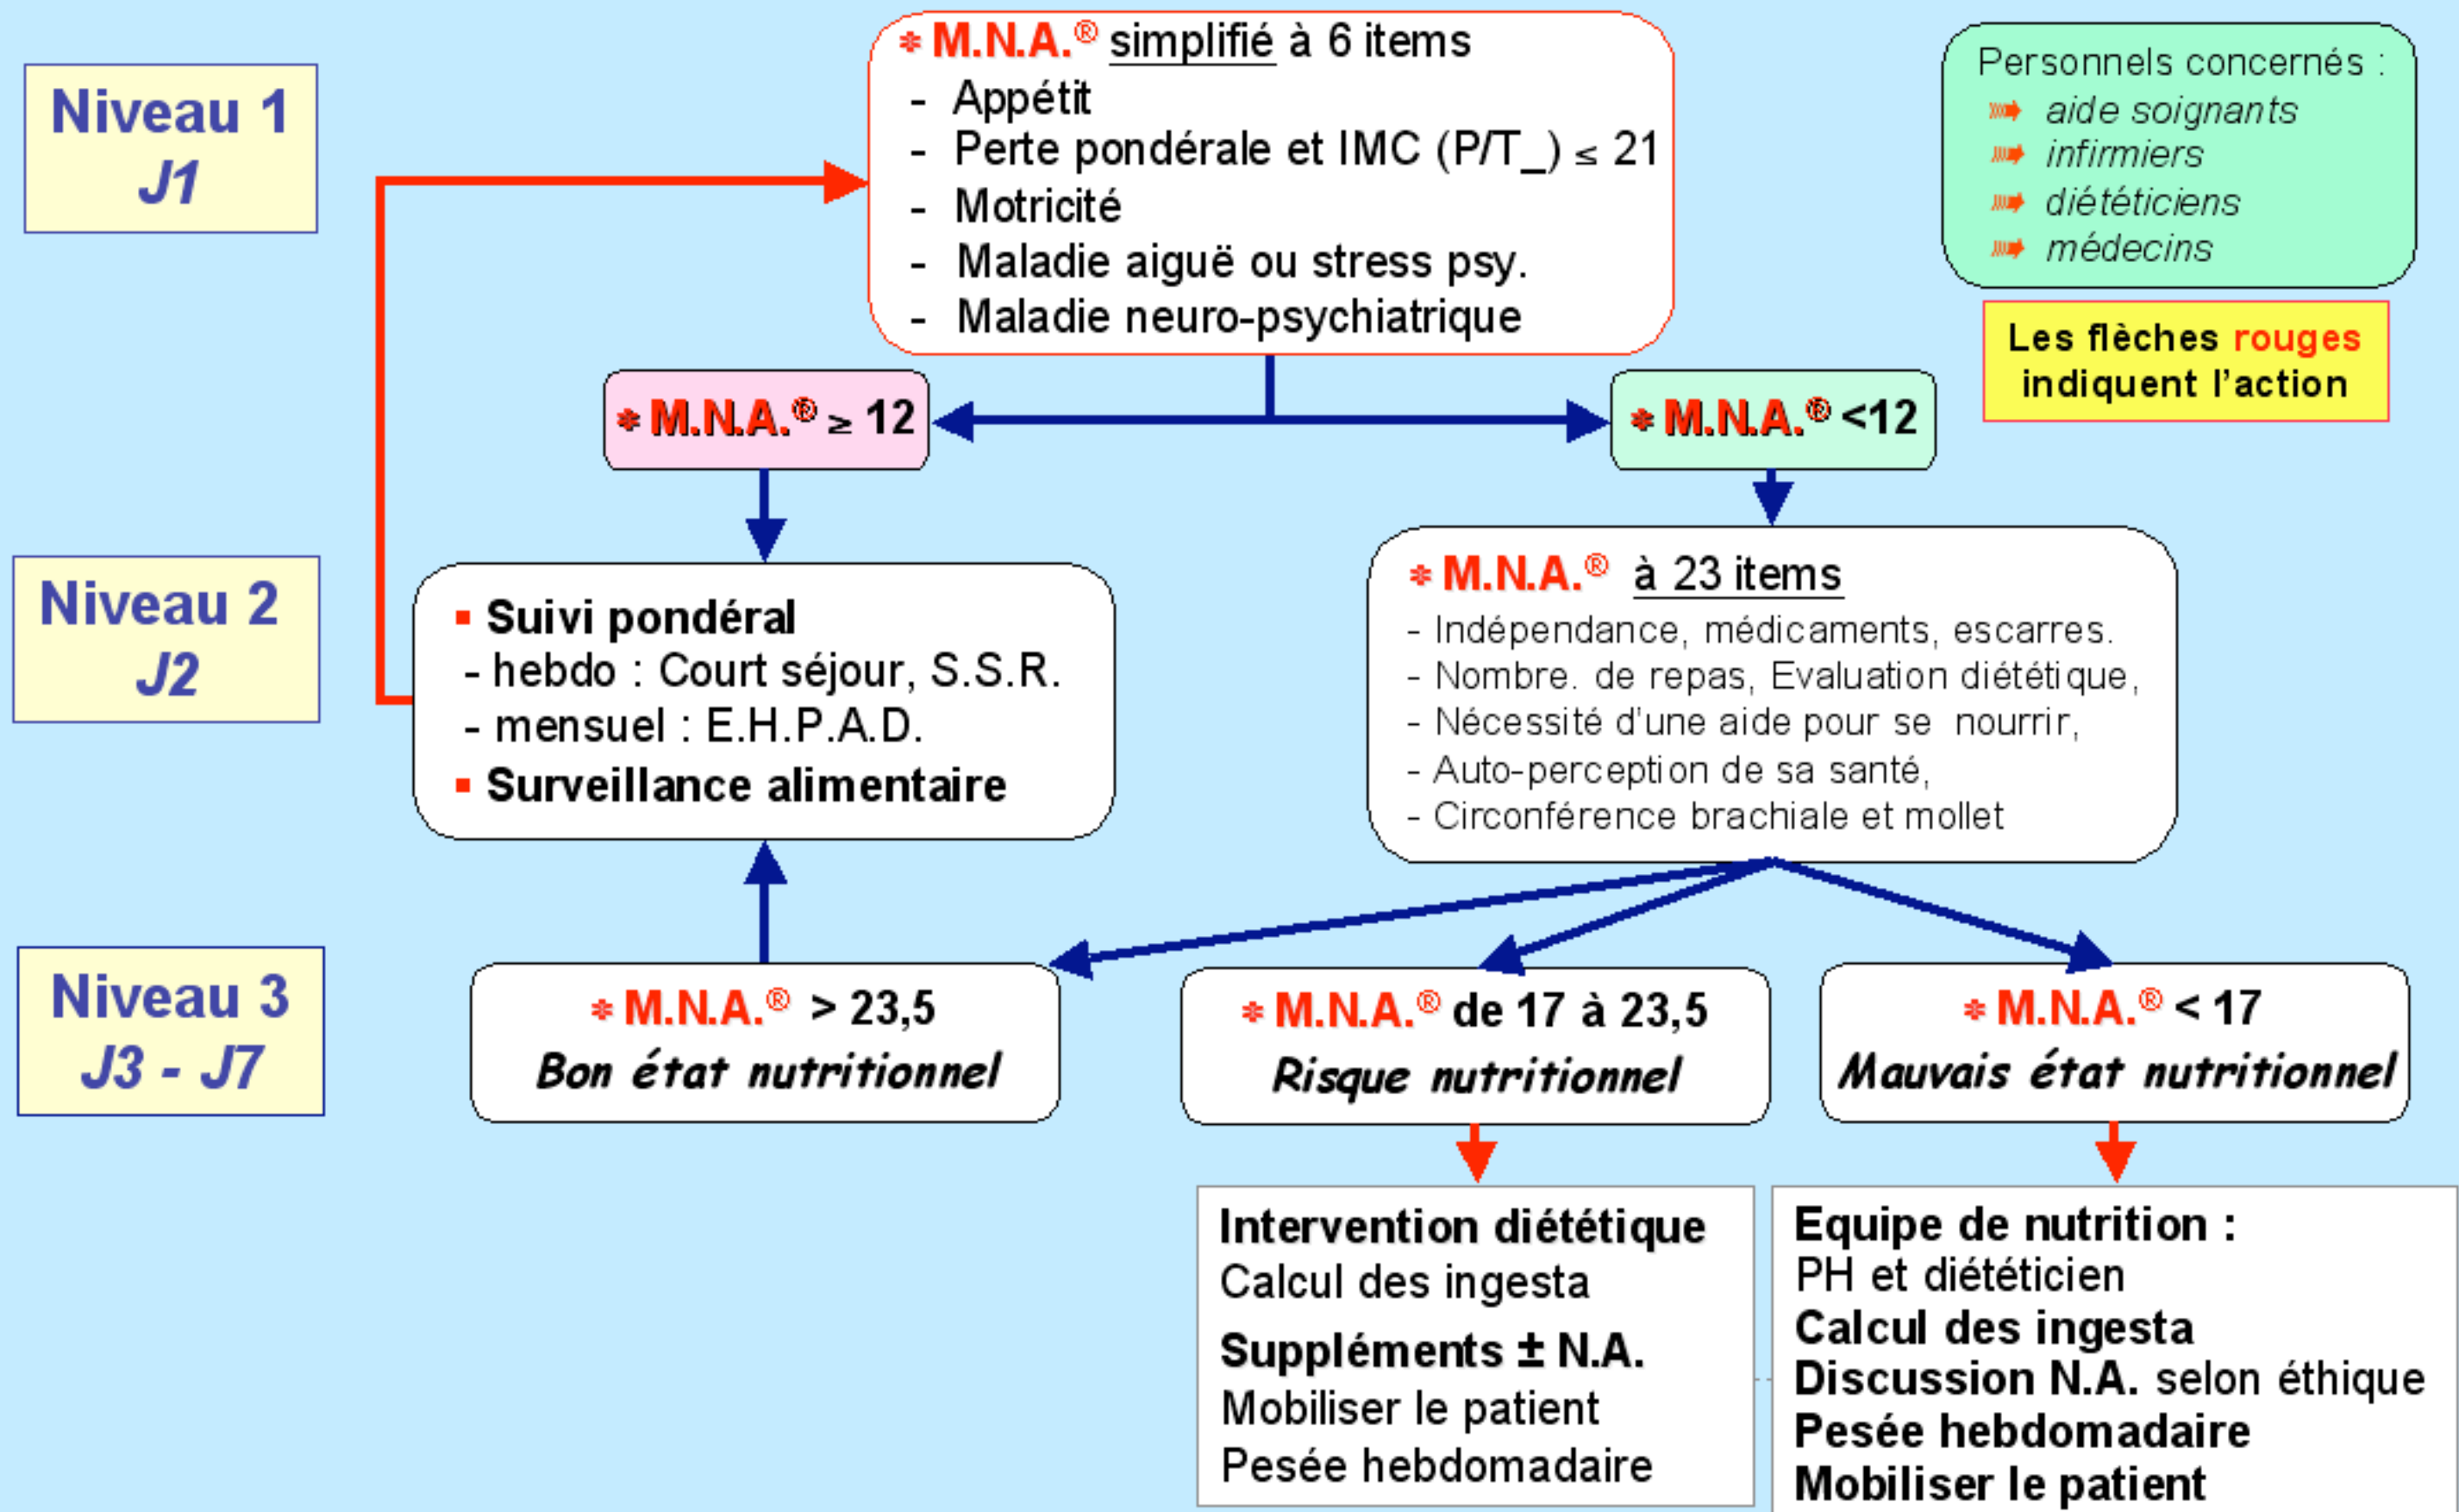 Niveau 1
J1
* M.N.A.® simplifié à 6 items
- Appétit
- Perte pondérale et IMC (P/T_) ≤ 21
- Motricité
- Maladie aiguë ou stress psy.
- Maladie neuro-psychiatrique
Personnels concernés :
aide soignants
infirmiers
diététiciens
médecins
Les flèches rouges
indiquent l'action
* M.N.A.® ≥ 12
* M.N.A.® <12
Niveau 2
J2
▪ Suivi pondéral
- hebdo : Court séjour, S.S.R.
- mensuel : E.H.P.A.D.
▪ Surveillance alimentaire
* M.N.A.® à 23 items
- Indépendance, médicaments, escarres.
- Nombre. de repas, Evaluation diététique,
- Nécessité d'une aide pour se nourrir,
- Auto-perception de sa santé,
- Circonférence brachiale et mollet
Niveau 3
J3 - J7
* M.N.A.® > 23,5
Bon état nutritionnel
* M.N.A.® de 17 à 23,5
Risque nutritionnel
* M.N.A.® < 17
Mauvais état nutritionnel
Intervention diététique
Calcul des ingesta
Suppléments ± N.A.
Mobiliser le patient
Pesée hebdomadaire
Equipe de nutrition :
PH et diététicien
Calcul des ingesta
Discussion N.A. selon éthique
Pesée hebdomadaire
Mobiliser le patient